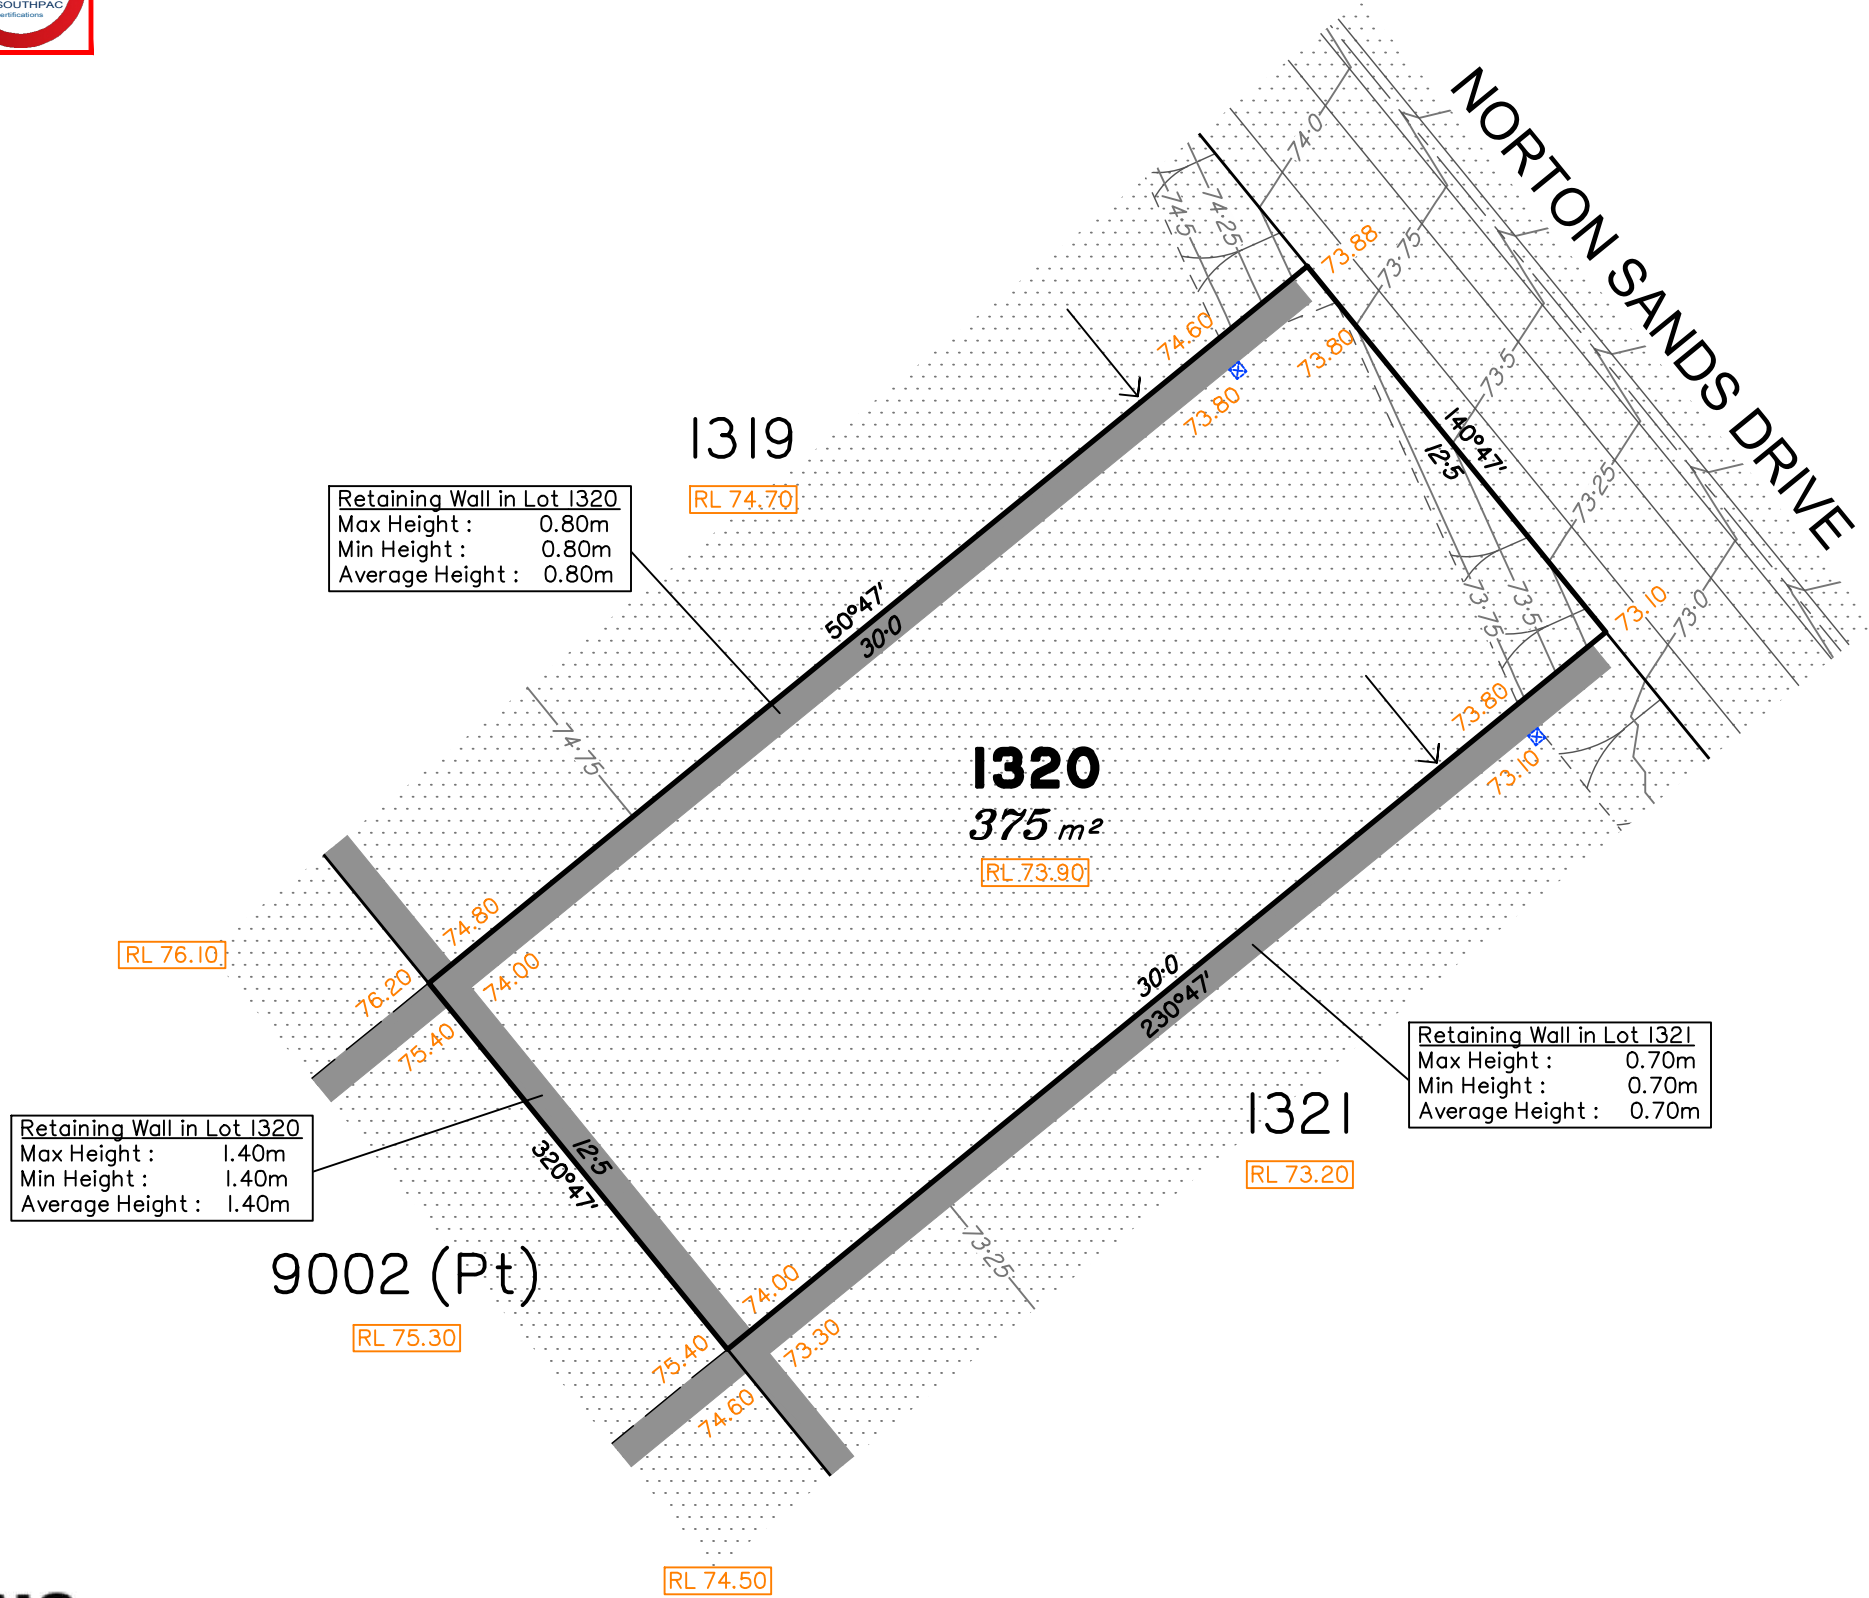 SOUTHPAC
ertifications
NORTON SANDS DRIVE
74·0
74·5
74·25
73.88
73·75
74.60
73.80
73.80
73·5
140°47'
12·5
73·25
1319
RL 74.70
Retaining Wall in Lot 1320
Max Height : 0.80m
Min Height : 0.80m
Average Height : 0.80m
50°47'
30·0
73·75
73·5
73.10
73·0
73.80
73.10
74·75
1320
375 m²
RL 73.90
74.80
74.00
RL 76.10
76.20
75.40
30·0
230°47'
Retaining Wall in Lot 1321
Max Height : 0.70m
Min Height : 0.70m
Average Height : 0.70m
1321
RL 73.20
Retaining Wall in Lot 1320
Max Height : 1.40m
Min Height : 1.40m
Average Height : 1.40m
12·5
320°47'
73·25
9002 (Pt)
RL 75.30
74.00
73.30
75.40
74.60
RL 74.50